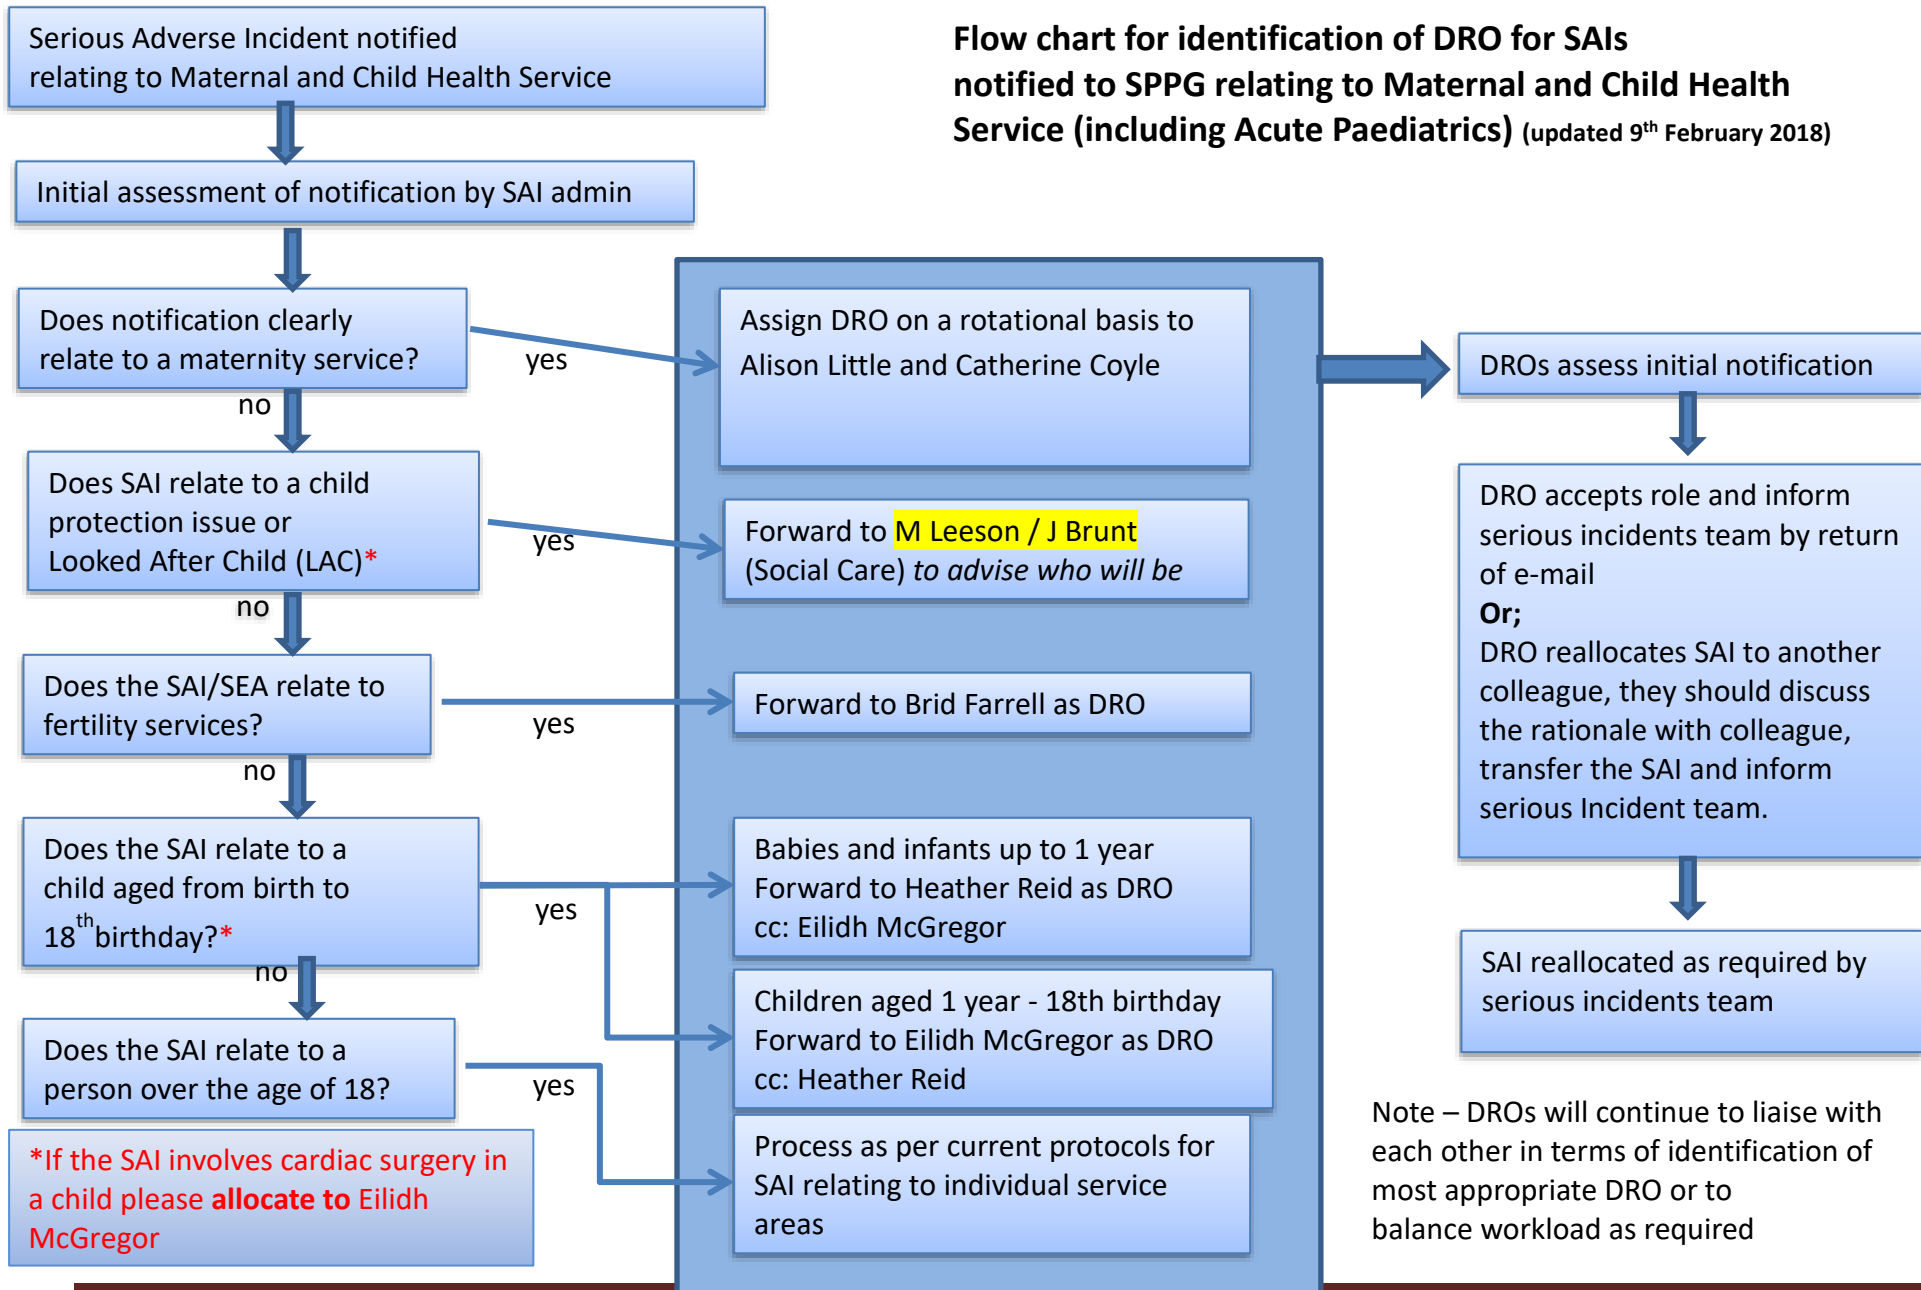 Serious Adverse Incident notified
relating to Maternal and Child Health Service
Flow chart for identification of DRO for SAIs
notified to SPPG relating to Maternal and Child Health
Service (including Acute Paediatrics) (updated 9th February 2018)
Initial assessment of notification by SAI admin
Does notification clearly
relate to a maternity service?
yes
no
Assign DRO on a rotational basis to
Alison Little and Catherine Coyle
Does SAI relate to a child
protection issue or
Looked After Child (LAC)*
yes
no
Forward to M Leeson / J Brunt
(Social Care) to advise who will be
Does the SAI/SEA relate to
fertility services?
yes
no
Forward to Brid Farrell as DRO
Does the SAI relate to a
child aged from birth to
18th birthday?*
yes
no
Babies and infants up to 1 year
Forward to Heather Reid as DRO
cc: Eilidh McGregor
Children aged 1 year - 18th birthday
Forward to Eilidh McGregor as DRO
cc: Heather Reid
Does the SAI relate to a
person over the age of 18?
yes
Process as per current protocols for
SAI relating to individual service
areas
*If the SAI involves cardiac surgery in
a child please allocate to Eilidh
McGregor
DROs assess initial notification
DRO accepts role and inform
serious incidents team by return
of e-mail
Or;
DRO reallocates SAI to another
colleague, they should discuss
the rationale with colleague,
transfer the SAI and inform
serious Incident team.
SAI reallocated as required by
serious incidents team
Note – DROs will continue to liaise with
each other in terms of identification of
most appropriate DRO or to
balance workload as required